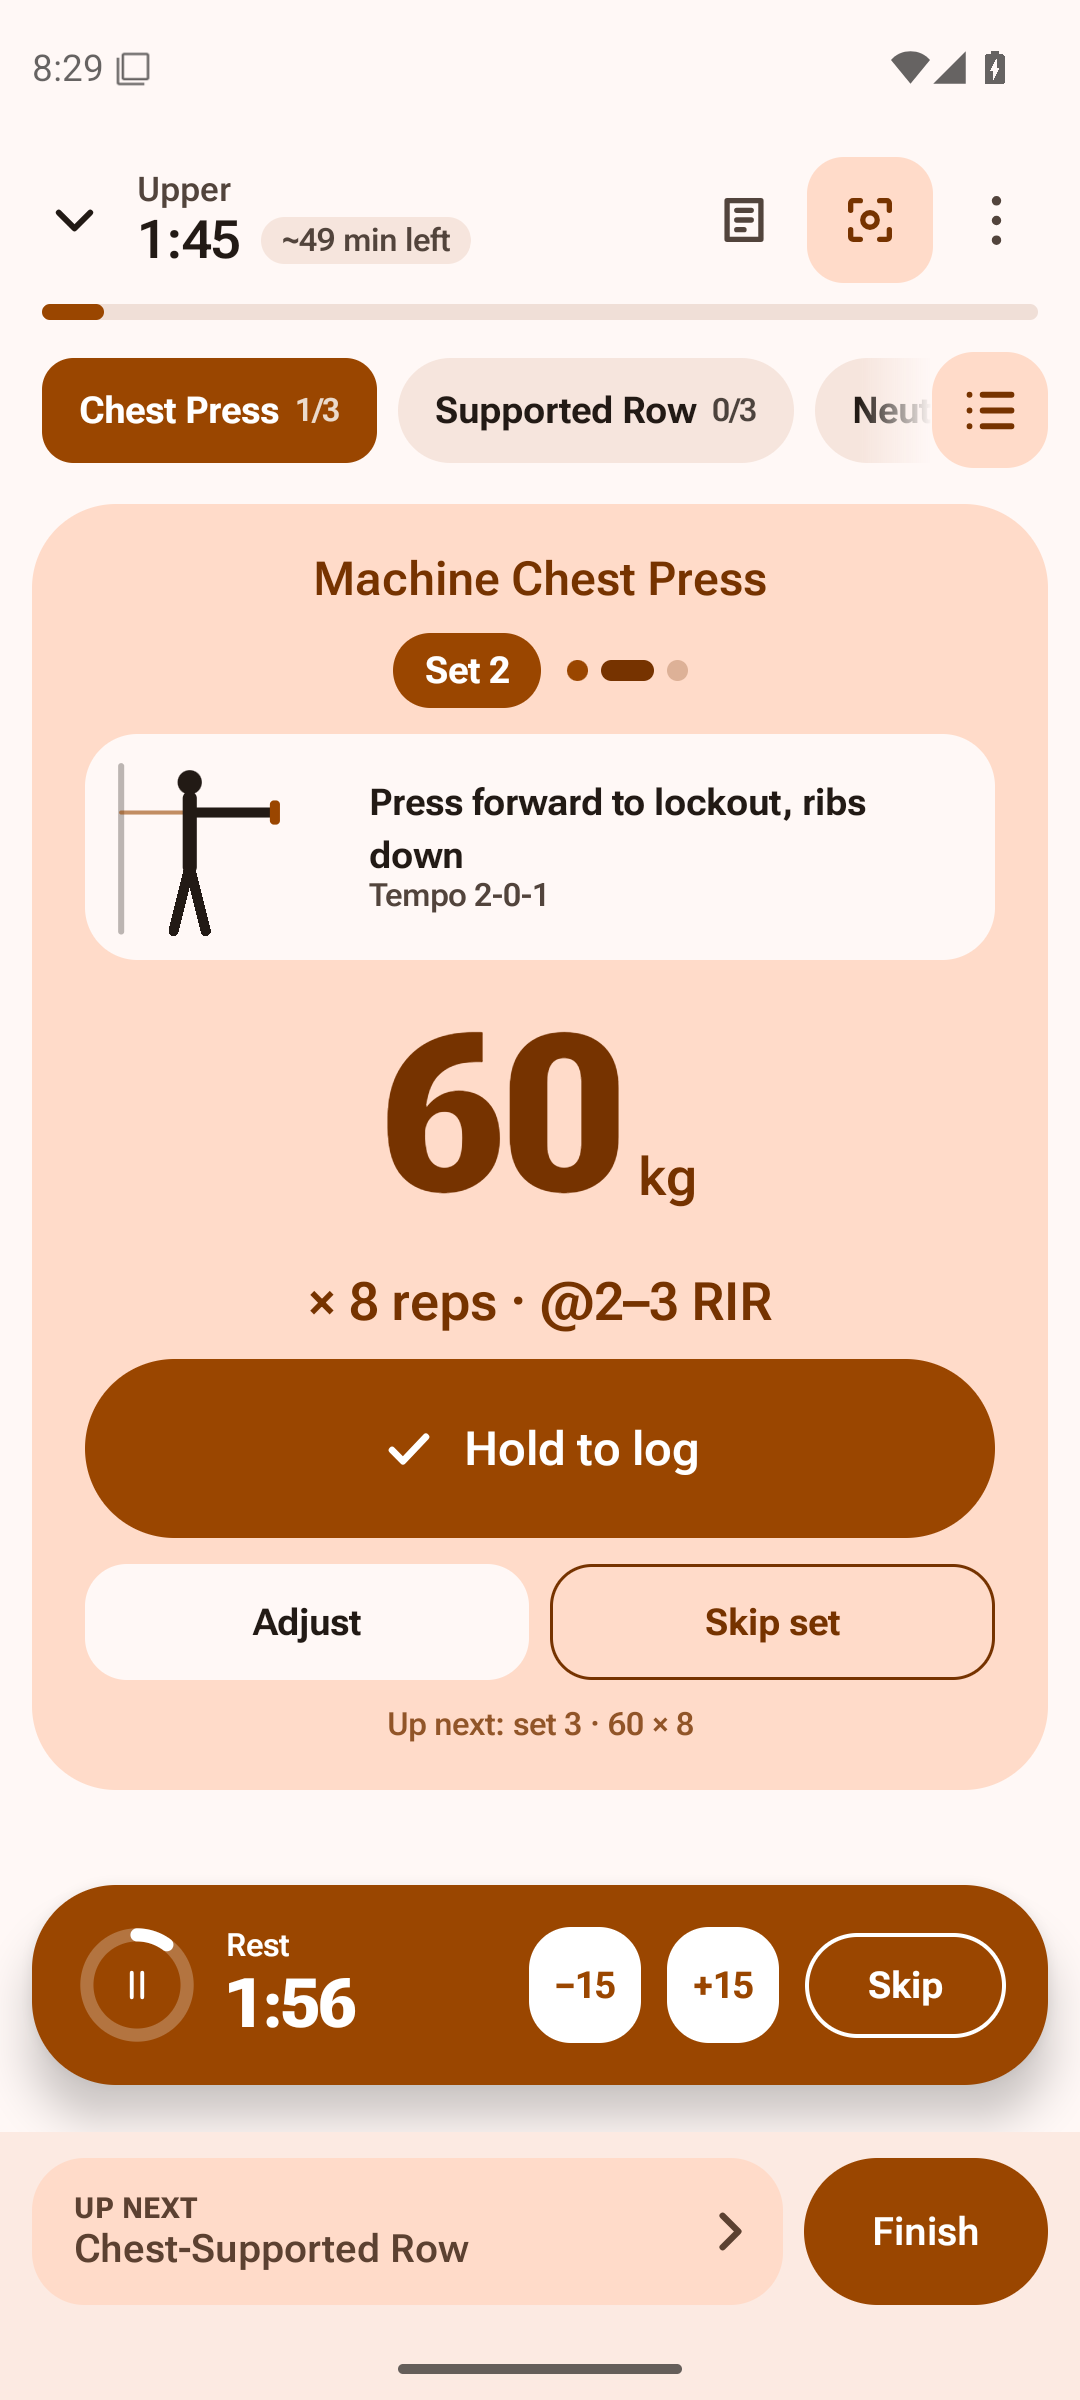 8:29
Upper
1:45
~49 min left
Chest Press 1/3
Supported Row 0/3
Neut
Machine Chest Press
Set 2
Press forward to lockout, ribs
down
Tempo 2-0-1
60 kg
× 8 reps · @2–3 RIR
Hold to log
Adjust
Skip set
Up next: set 3 · 60 × 8
Rest
1:56
−15
+15
Skip
UP NEXT
Chest-Supported Row
Finish